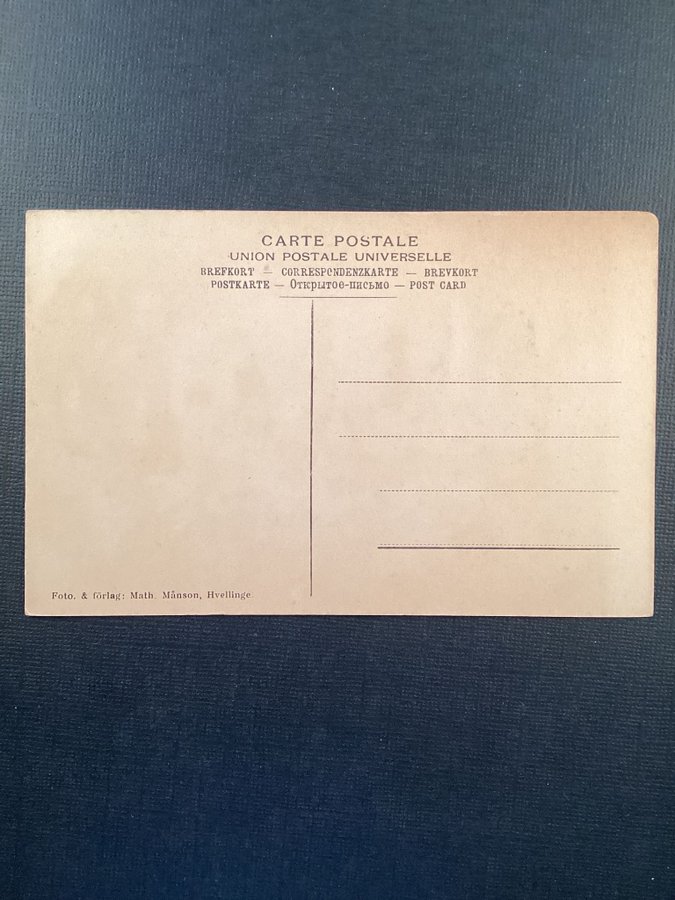 CARTE POSTALE
UNION POSTALE UNIVERSELLE
BREFKORT — CORRESPONDENZKARTE — BREVKORT
POSTKARTE — Открытое-письмо — POST CARD
Foto. & förlag: Math. Månson, Hvellinge